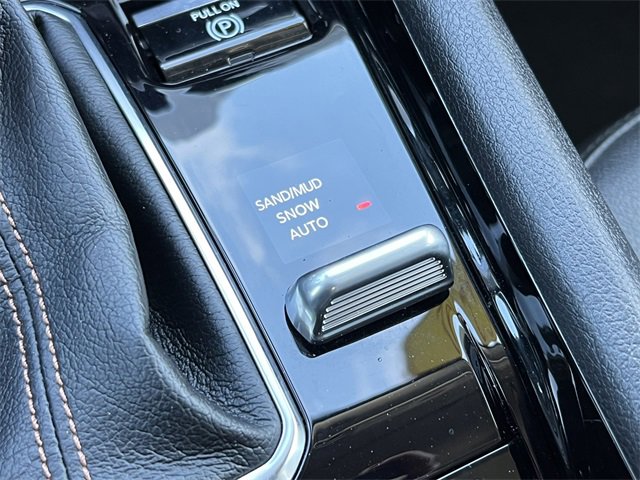 PULL ON
(P)
SAND/MUD
SNOW
AUTO